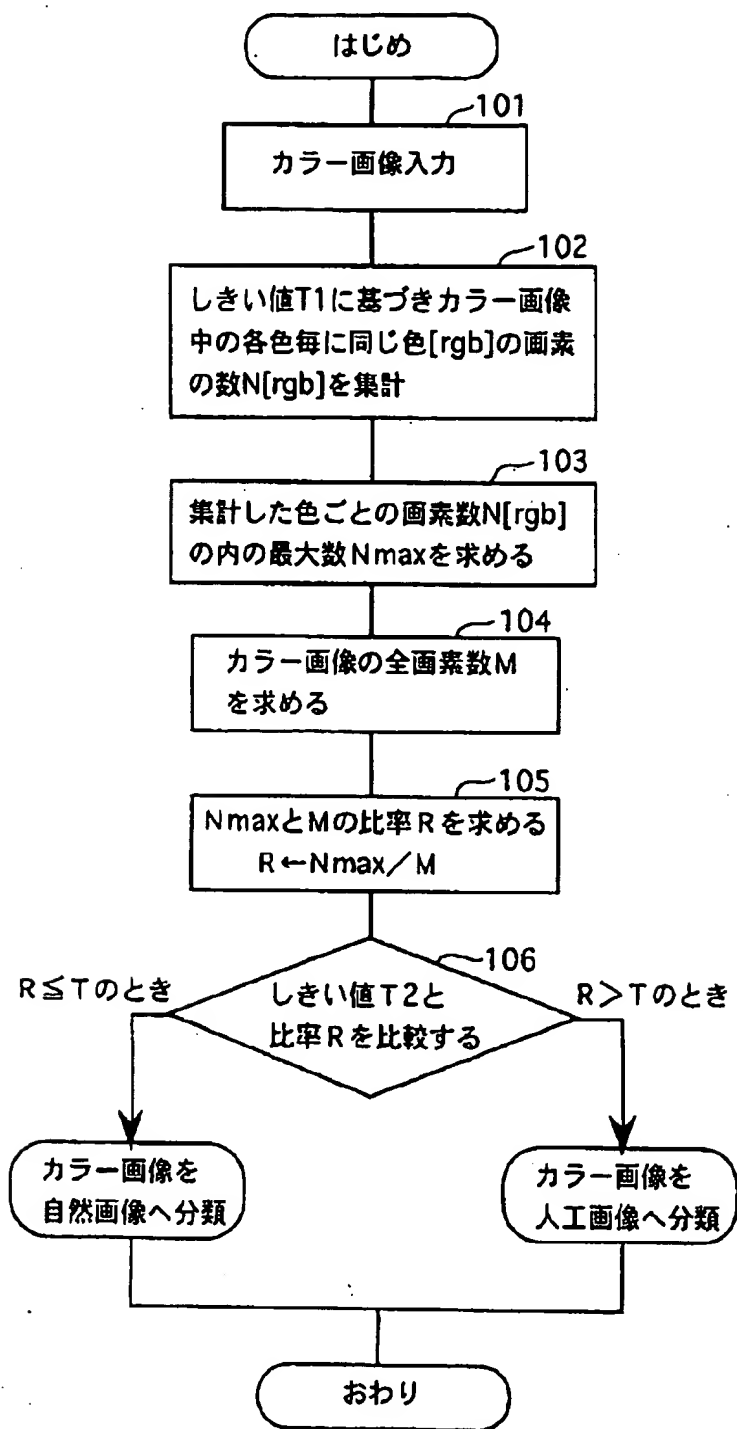 はじめ
101
カラー画像入力
102
しきい値T1に基づきカラー画像
中の各色毎に同じ色[rgb]の画素
の数N[rgb]を集計
103
集計した色ごとの画素数N[rgb]
の内の最大数Nmaxを求める
104
カラー画像の全画素数M
を求める
105
NmaxとMの比率Rを求める
R←Nmax／M
106
R≦Tのとき
しきい値T2と
比率Rを比較する
R＞Tのとき
カラー画像を
自然画像へ分類
カラー画像を
人工画像へ分類
おわり